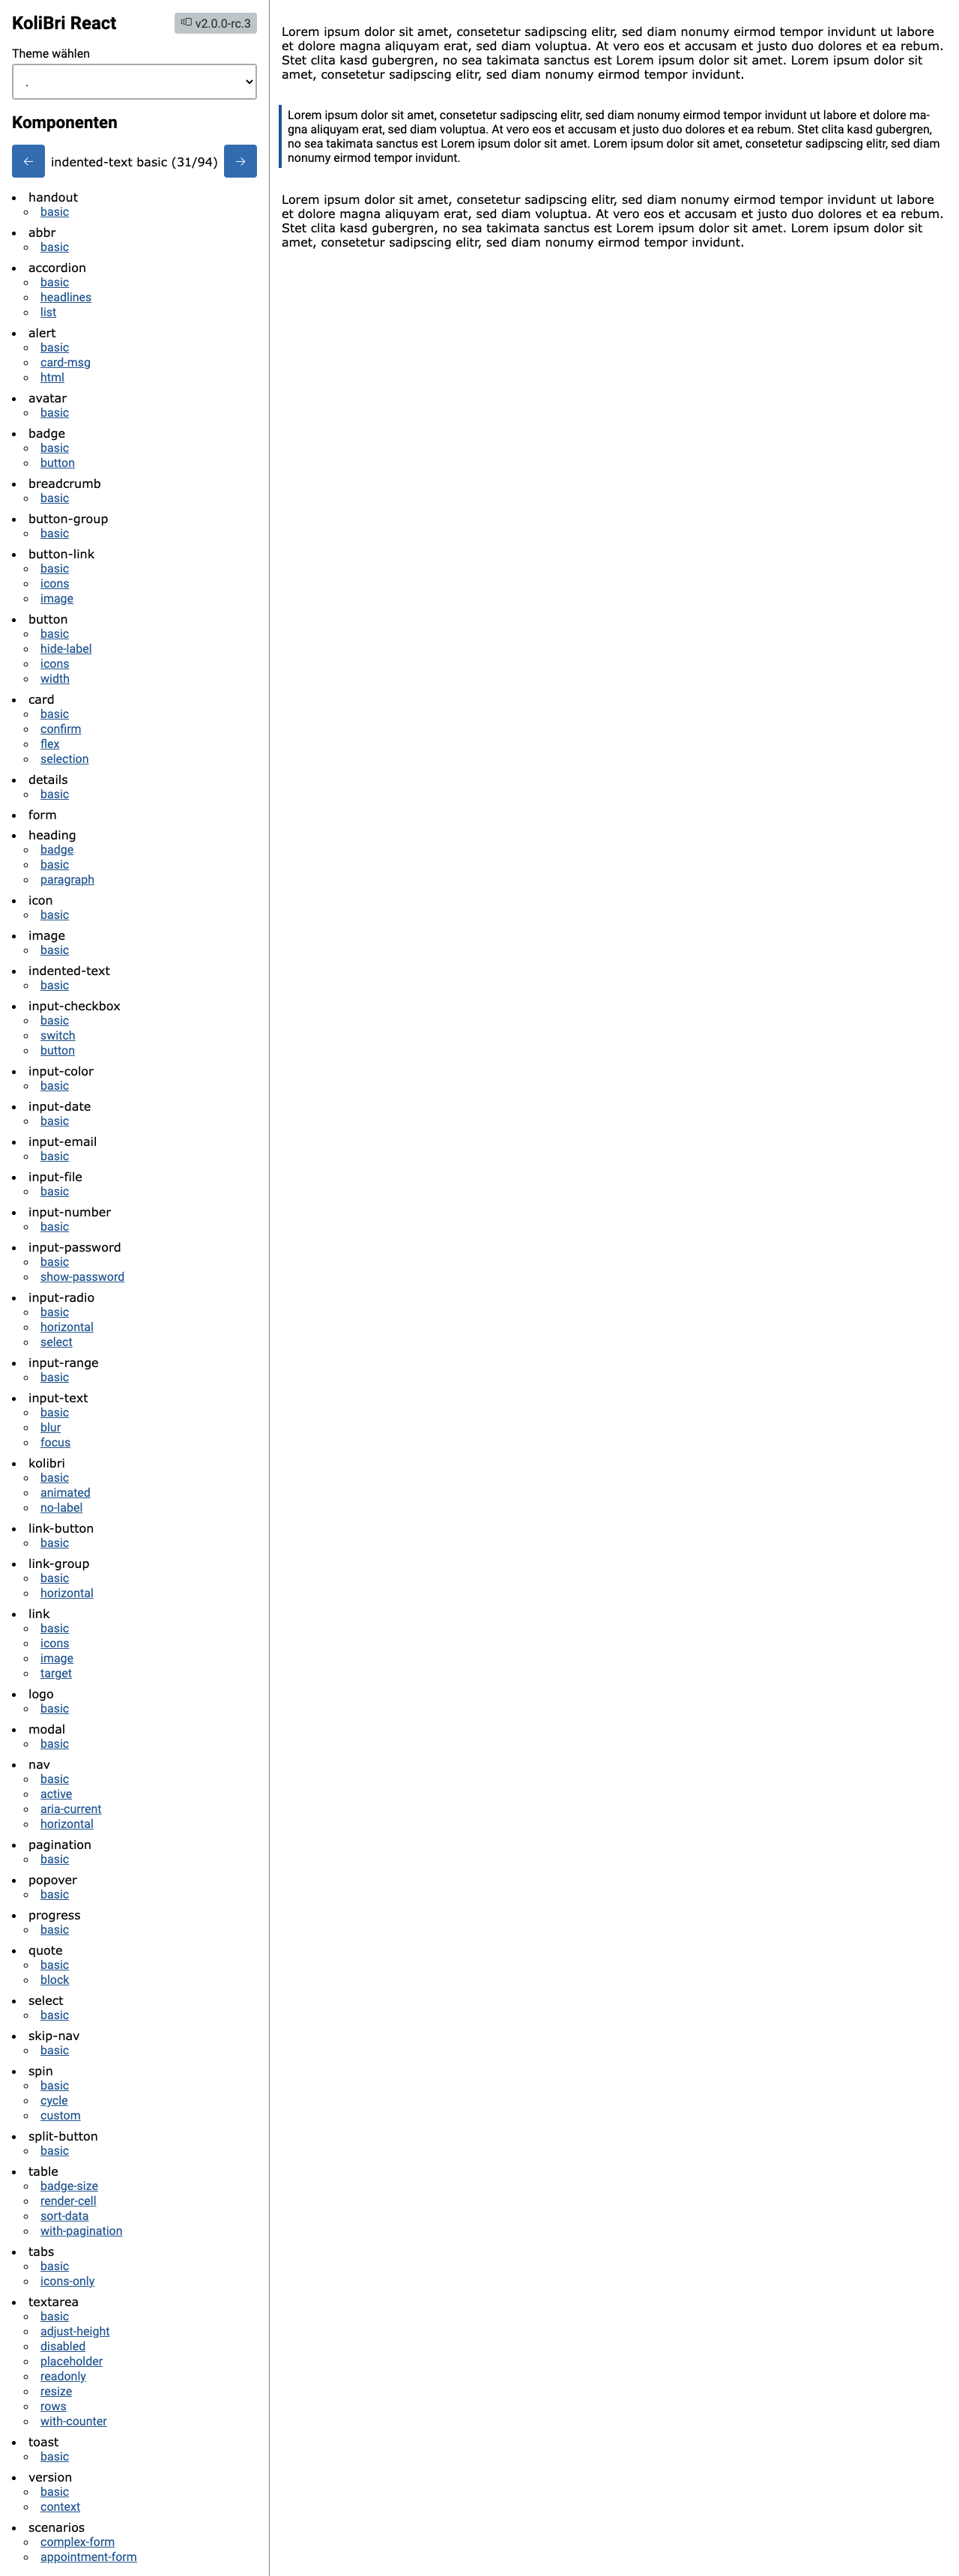 KoliBri React
v2.0.0-rc.3
Theme wählen
.
Komponenten
← indented-text basic (31/94) →
handout
basic
abbr
basic
accordion
basic
headlines
list
alert
basic
card-msg
html
avatar
basic
badge
basic
button
breadcrumb
basic
button-group
basic
button-link
basic
icons
image
button
basic
hide-label
icons
width
card
basic
confirm
flex
selection
details
basic
form
heading
badge
basic
paragraph
icon
basic
image
basic
indented-text
basic
input-checkbox
basic
switch
button
input-color
basic
input-date
basic
input-email
basic
input-file
basic
input-number
basic
input-password
basic
show-password
input-radio
basic
horizontal
select
input-range
basic
input-text
basic
blur
focus
kolibri
basic
animated
no-label
link-button
basic
link-group
basic
horizontal
link
basic
icons
image
target
logo
basic
modal
basic
nav
basic
active
aria-current
horizontal
pagination
basic
popover
basic
progress
basic
quote
basic
block
select
basic
skip-nav
basic
spin
basic
cycle
custom
split-button
basic
table
badge-size
render-cell
sort-data
with-pagination
tabs
basic
icons-only
textarea
basic
adjust-height
disabled
placeholder
readonly
resize
rows
with-counter
toast
basic
version
basic
context
scenarios
complex-form
appointment-form
Lorem ipsum dolor sit amet, consetetur sadipscing elitr, sed diam nonumy eirmod tempor invidunt ut labore
et dolore magna aliquyam erat, sed diam voluptua. At vero eos et accusam et justo duo dolores et ea rebum.
Stet clita kasd gubergren, no sea takimata sanctus est Lorem ipsum dolor sit amet. Lorem ipsum dolor sit
amet, consetetur sadipscing elitr, sed diam nonumy eirmod tempor invidunt.
Lorem ipsum dolor sit amet, consetetur sadipscing elitr, sed diam nonumy eirmod tempor invidunt ut labore et dolore ma-
gna aliquyam erat, sed diam voluptua. At vero eos et accusam et justo duo dolores et ea rebum. Stet clita kasd gubergren,
no sea takimata sanctus est Lorem ipsum dolor sit amet. Lorem ipsum dolor sit amet, consetetur sadipscing elitr, sed diam
nonumy eirmod tempor invidunt.
Lorem ipsum dolor sit amet, consetetur sadipscing elitr, sed diam nonumy eirmod tempor invidunt ut labore
et dolore magna aliquyam erat, sed diam voluptua. At vero eos et accusam et justo duo dolores et ea rebum.
Stet clita kasd gubergren, no sea takimata sanctus est Lorem ipsum dolor sit amet. Lorem ipsum dolor sit
amet, consetetur sadipscing elitr, sed diam nonumy eirmod tempor invidunt.